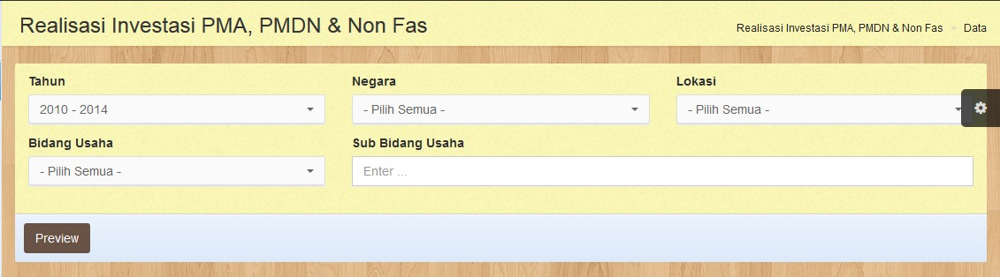 Realisasi Investasi PMA, PMDN & Non Fas
Realisasi Investasi PMA, PMDN & Non Fas > Data
Tahun Negara Lokasi
2010 - 2014 - Pilih Semua - - Pilih Semua -
Bidang Usaha Sub Bidang Usaha
- Pilih Semua - Enter ...
Preview